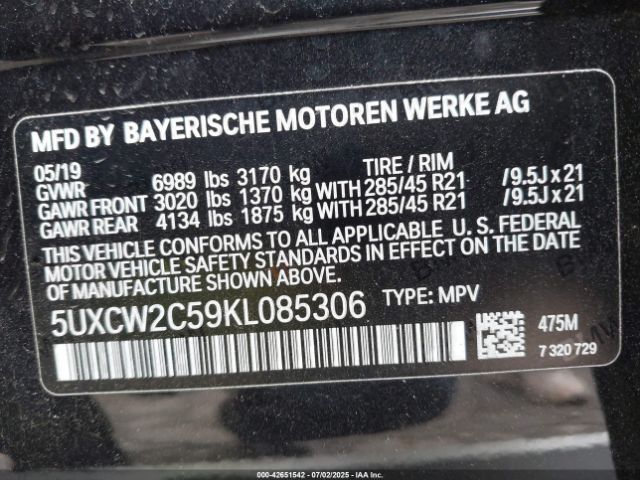 MFD BY BAYERISCHE MOTOREN WERKE AG
05/19 TIRE / RIM
GVWR 6989 lbs 3170 kg
GAWR FRONT 3020 lbs 1370 kg WITH 285/45 R21 /9.5J x 21
GAWR REAR 4134 lbs 1875 kg WITH 285/45 R21 /9.5J x 21
THIS VEHICLE CONFORMS TO ALL APPLICABLE U. S. FEDERAL
MOTOR VEHICLE SAFETY STANDARDS IN EFFECT ON THE DATE
OF MANUFACTURE SHOWN ABOVE.
5UXCW2C59KL085306 TYPE: MPV
475M
7 320 729
000-42651542 | 07/02/2025 - IAA Inc.